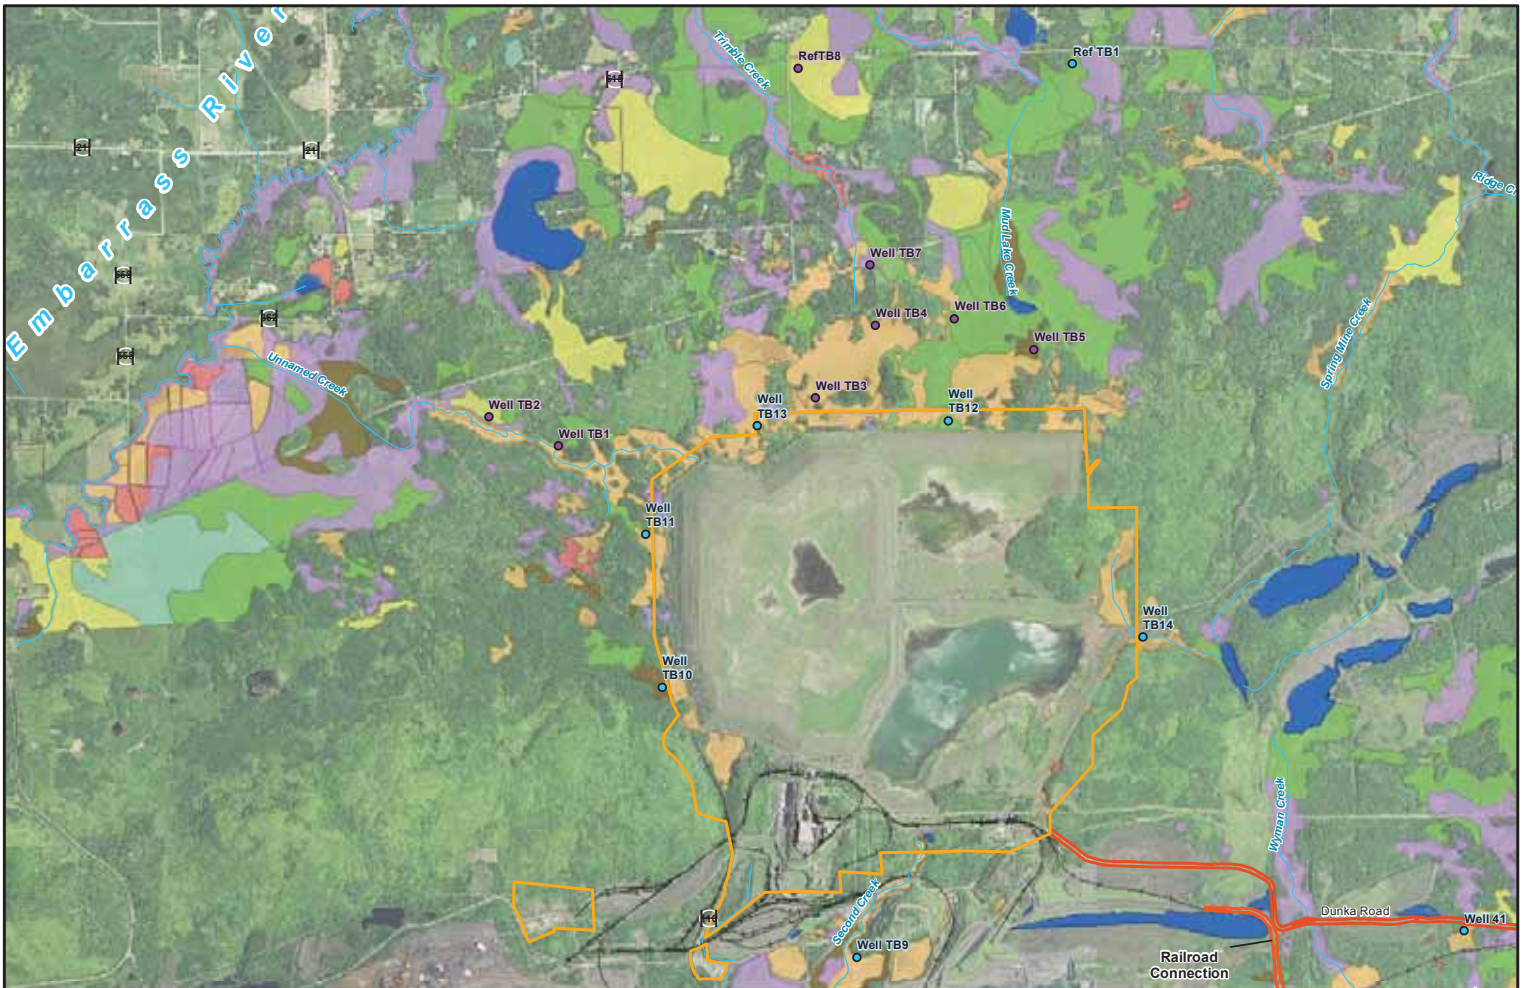 Embarrass River
Trimble Creek
RefTB8
Ref TB1
21
21
Ridge
Mud Lake Creek
Well TB7
Well TB6
Well TB4
Well TB5
Unnamed Creek
Spring Mine Creek
Well TB3
Well
TB13
Well
TB12
Well TB2
Well TB1
Well
TB11
Well
TB14
Well
TB10
Wyman Creek
Second Creek
Dunka Road
Well 41
Well TB9
Railroad
Connection